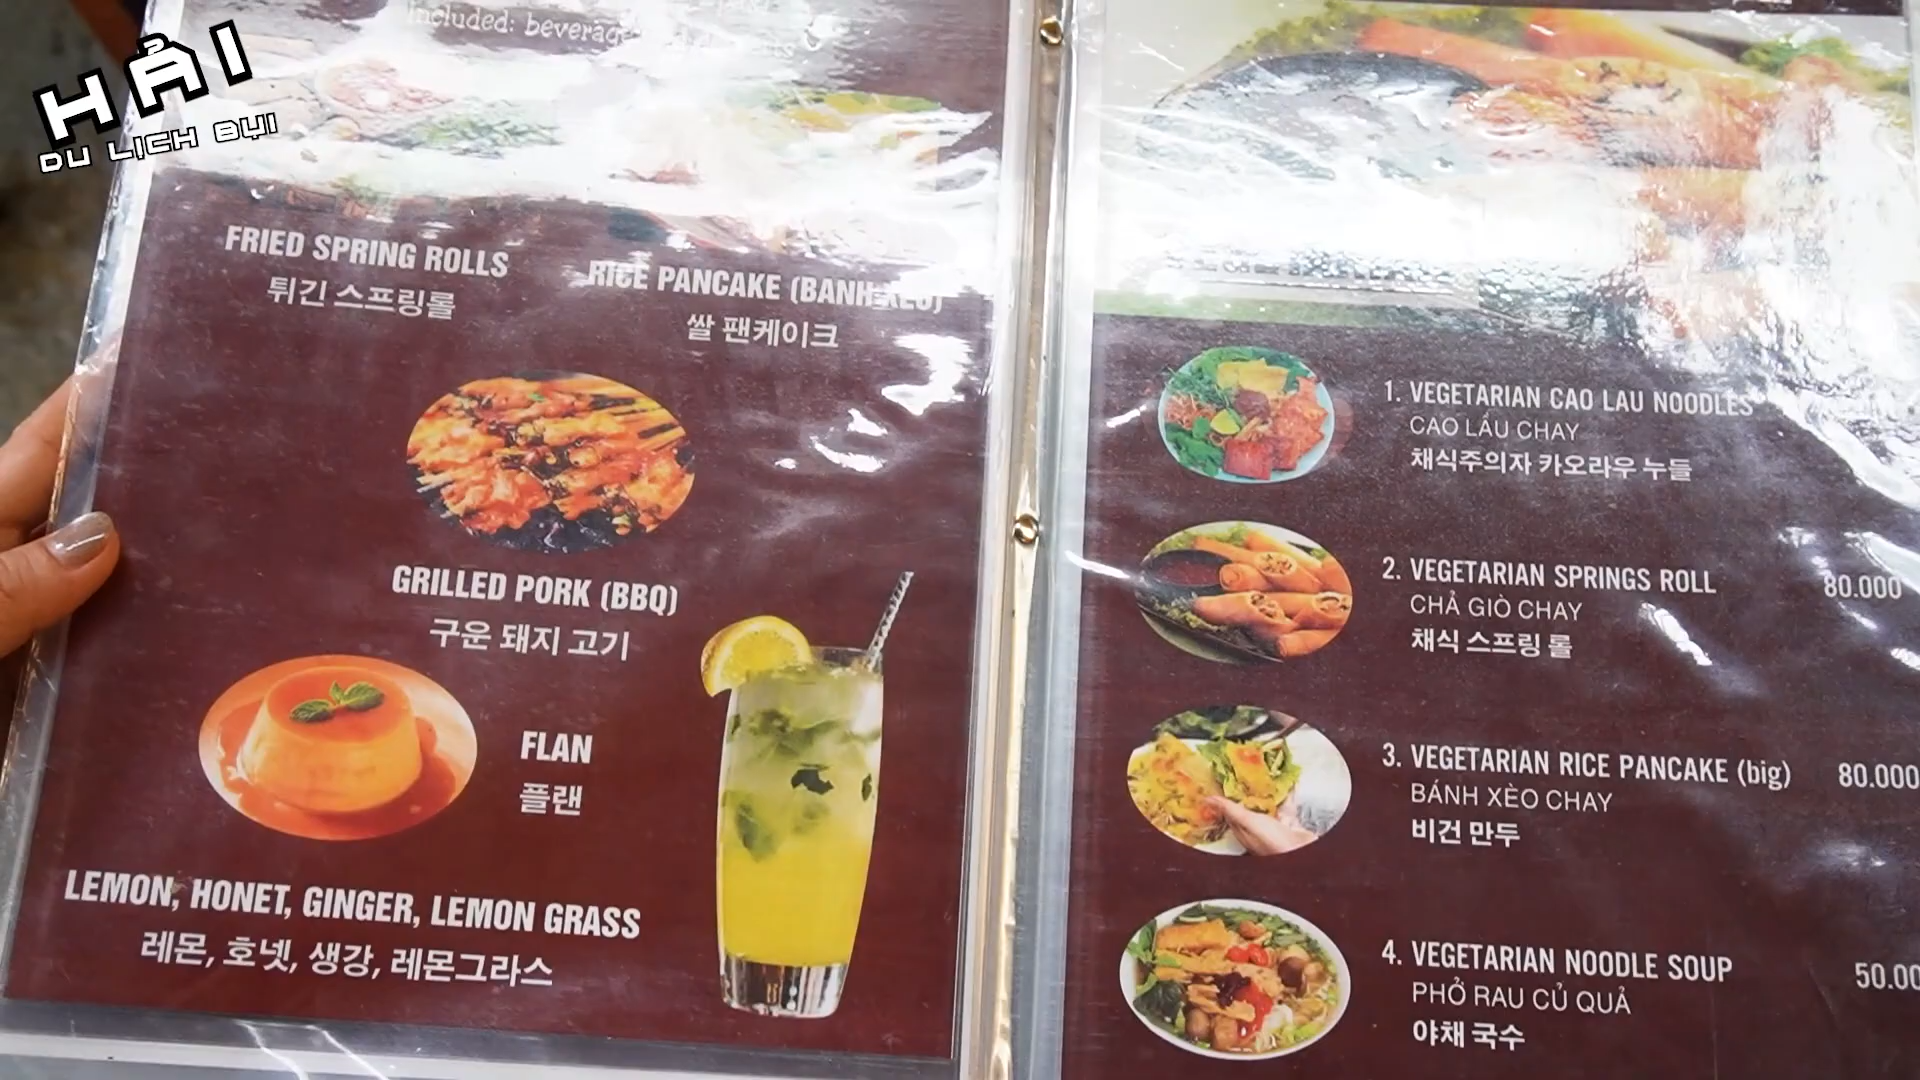 HẢI
DU LỊCH BỤI
Included: beverage
FRIED SPRING ROLLS
튀긴 스프링롤
RICE PANCAKE (BANH XEO)
쌀 팬케이크
GRILLED PORK (BBQ)
구운 돼지 고기
FLAN
플랜
LEMON, HONET, GINGER, LEMON GRASS
레몬, 호넷, 생강, 레몬그라스
1. VEGETARIAN CAO LAU NOODLES
CAO LẦU CHAY
채식주의자 카오라우 누들
2. VEGETARIAN SPRINGS ROLL 80.000
CHẢ GIÒ CHAY
채식 스프링 롤
3. VEGETARIAN RICE PANCAKE (big) 80.000
BÁNH XÈO CHAY
비건 만두
4. VEGETARIAN NOODLE SOUP 50.00
PHỞ RAU CỦ QUẢ
야채 국수